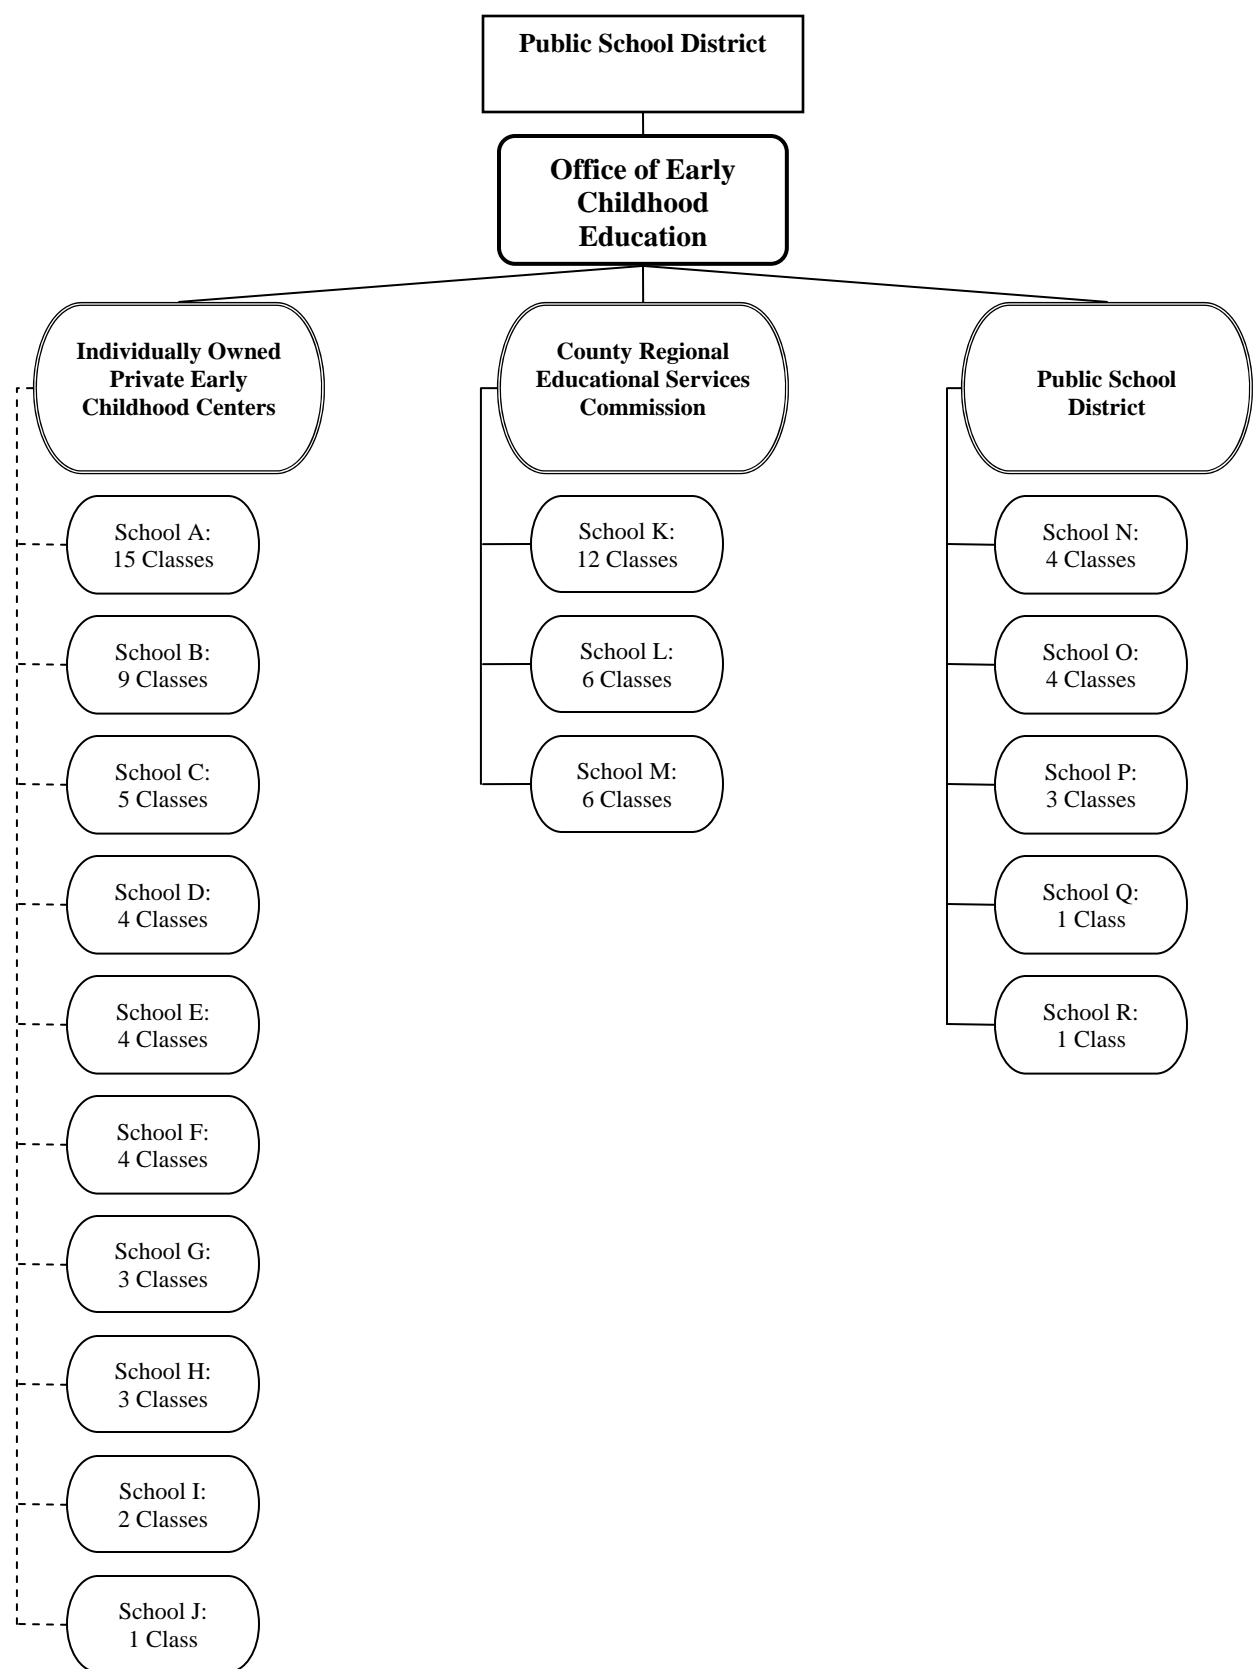 Public School District
Office of Early
Childhood
Education
Individually Owned
Private Early
Childhood Centers
School A:
15 Classes
School B:
9 Classes
School C:
5 Classes
School D:
4 Classes
School E:
4 Classes
School F:
4 Classes
School G:
3 Classes
School H:
3 Classes
School I:
2 Classes
School J:
1 Class
County Regional
Educational Services
Commission
School K:
12 Classes
School L:
6 Classes
School M:
6 Classes
Public School
District
School N:
4 Classes
School O:
4 Classes
School P:
3 Classes
School Q:
1 Class
School R:
1 Class